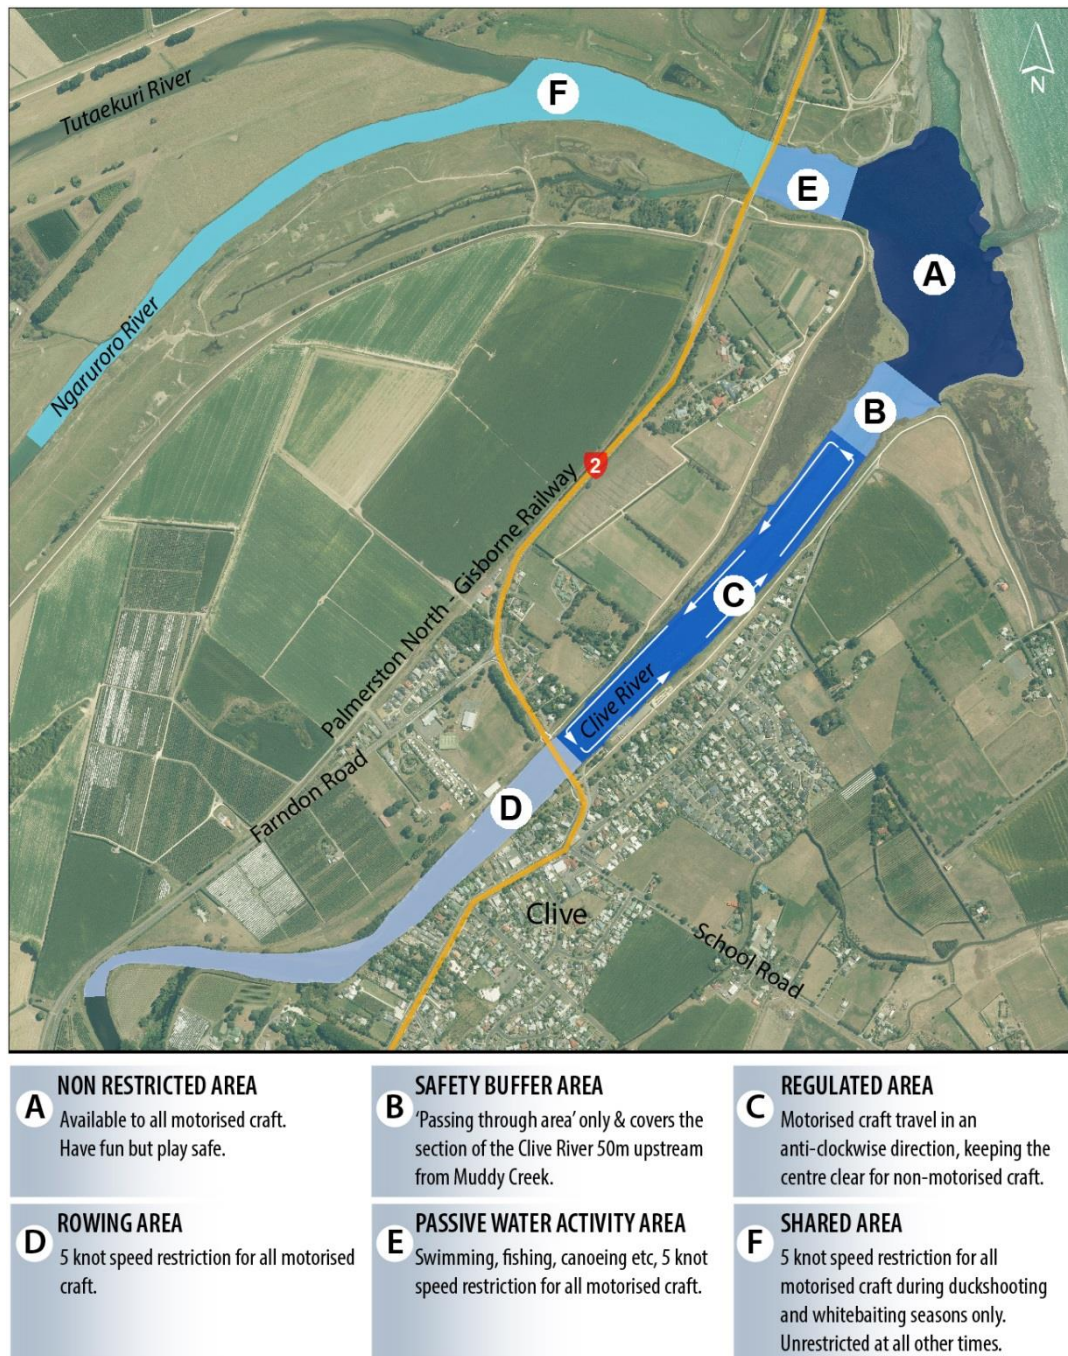 N
Tutaekuri River
F
E
A
Ngaruroro River
B
2
Palmerston North - Gisborne Railway
C
Clive River
Farndon Road
D
Clive
School Road
A
NON RESTRICTED AREA
Available to all motorised craft.
Have fun but play safe.
B
SAFETY BUFFER AREA
'Passing through area' only & covers the
section of the Clive River 50m upstream
from Muddy Creek.
C
REGULATED AREA
Motorised craft travel in an
anti-clockwise direction, keeping the
centre clear for non-motorised craft.
D
ROWING AREA
5 knot speed restriction for all motorised
craft.
E
PASSIVE WATER ACTIVITY AREA
Swimming, fishing, canoeing etc, 5 knot
speed restriction for all motorised craft.
F
SHARED AREA
5 knot speed restriction for all
motorised craft during duckshooting
and whitebaiting seasons only.
Unrestricted at all other times.